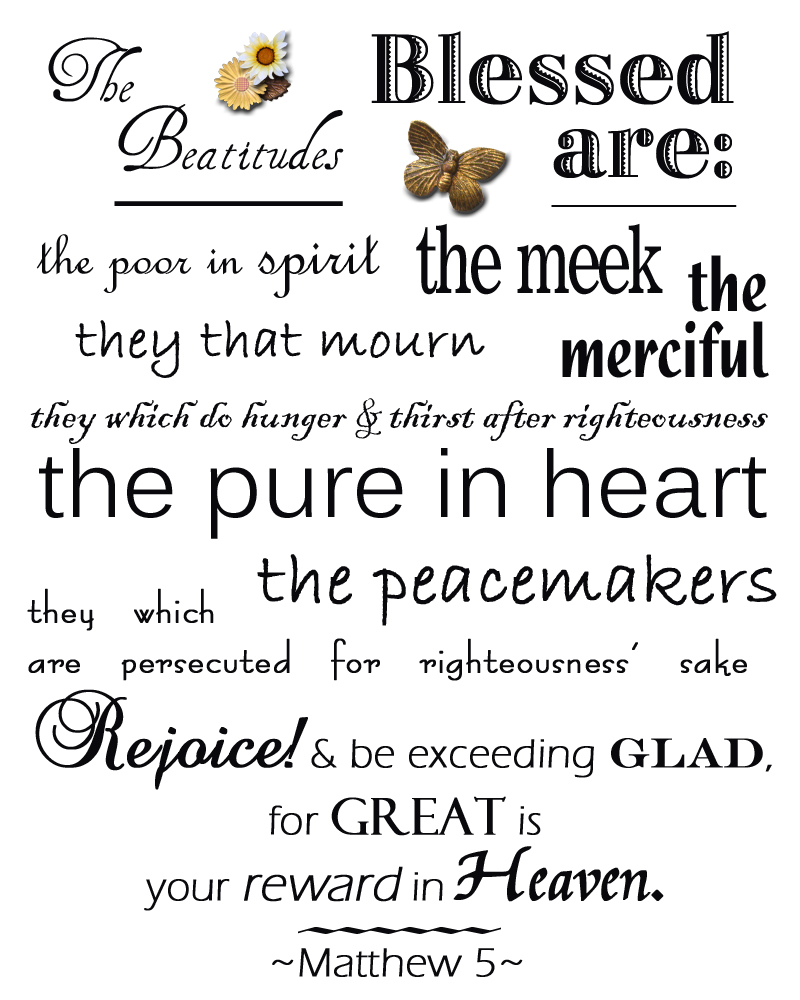 The
Beatitudes
Blessed
are:
the poor in spirit
the meek
the
merciful
they that mourn
they which do hunger & thirst after righteousness
the pure in heart
the peacemakers
they which
are persecuted for righteousness' sake
Rejoice! & be exceeding GLAD,
for GREAT is
your reward in Heaven.
~Matthew 5~